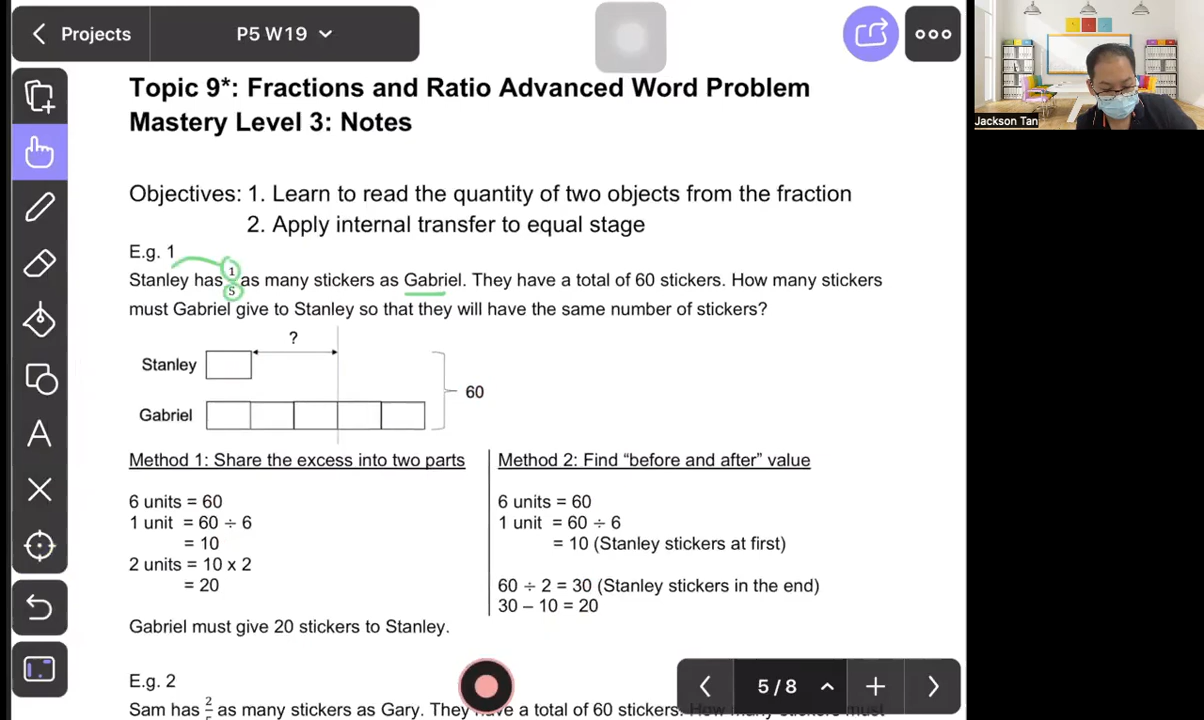 Projects
P5 W19
Jackson Tan
Topic 9*: Fractions and Ratio Advanced Word Problem
Mastery Level 3: Notes
Objectives: 1. Learn to read the quantity of two objects from the fraction
2. Apply internal transfer to equal stage
E.g. 1
Stanley has 1/5 as many stickers as Gabriel. They have a total of 60 stickers. How many stickers
must Gabriel give to Stanley so that they will have the same number of stickers?
?
Stanley
60
Gabriel
Method 1: Share the excess into two parts
6 units = 60
1 unit = 60 ÷ 6
= 10
2 units = 10 x 2
= 20
Method 2: Find “before and after” value
6 units = 60
1 unit = 60 ÷ 6
= 10 (Stanley stickers at first)
60 ÷ 2 = 30 (Stanley stickers in the end)
30 – 10 = 20
Gabriel must give 20 stickers to Stanley.
E.g. 2
Sam has as many stickers as Gary. They have a total of 60 stickers. How many stickers must
5 / 8